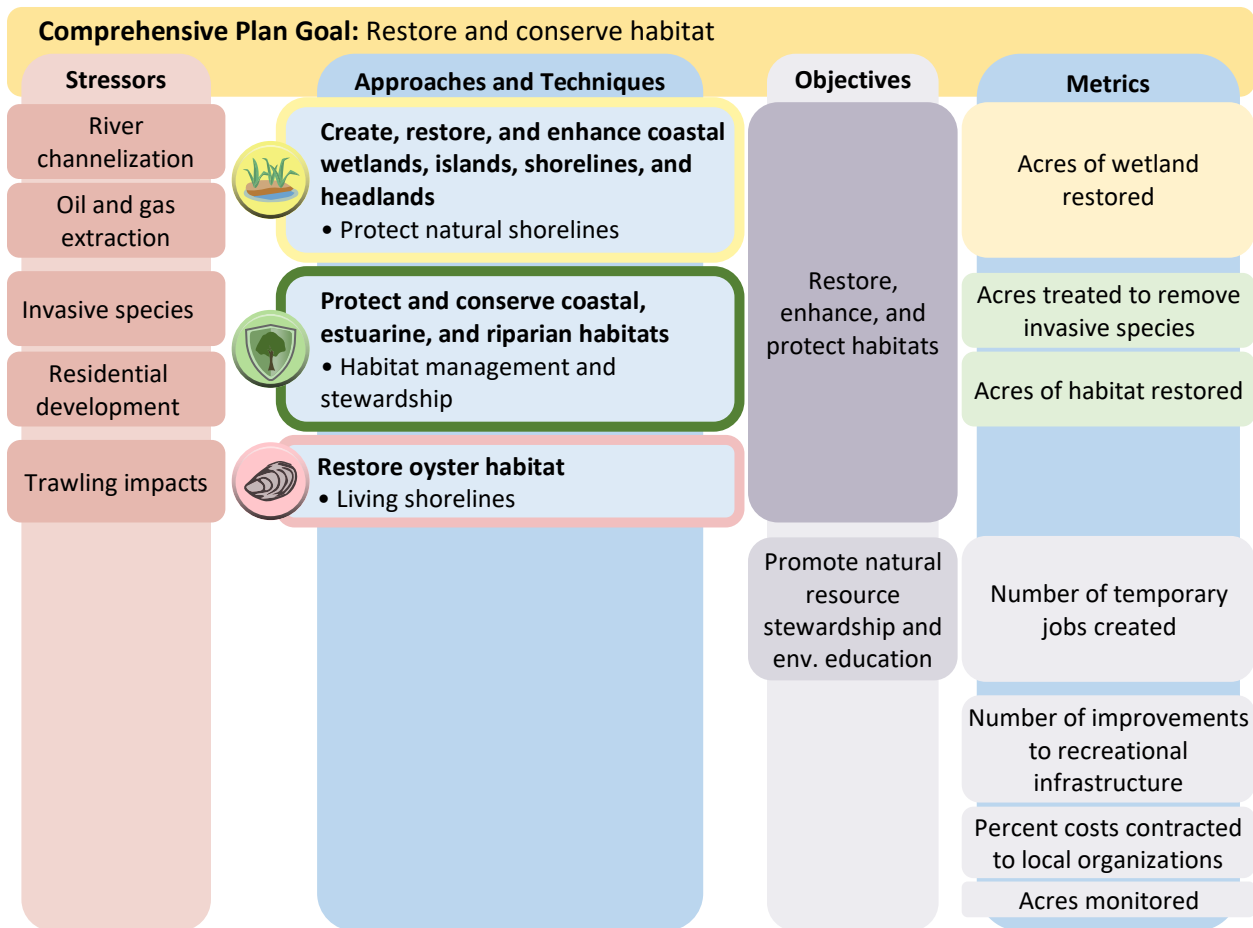 Comprehensive Plan Goal: Restore and conserve habitat
Stressors
River
channelization
Oil and gas
extraction
Invasive species
Residential
development
Trawling impacts
Approaches and Techniques
Create, restore, and enhance coastal
wetlands, islands, shorelines, and
headlands
• Protect natural shorelines
Protect and conserve coastal,
estuarine, and riparian habitats
• Habitat management and
stewardship
Restore oyster habitat
• Living shorelines
Objectives
Restore,
enhance, and
protect habitats
Promote natural
resource
stewardship and
env. education
Metrics
Acres of wetland
restored
Acres treated to remove
invasive species
Acres of habitat restored
Number of temporary
jobs created
Number of improvements
to recreational
infrastructure
Percent costs contracted
to local organizations
Acres monitored